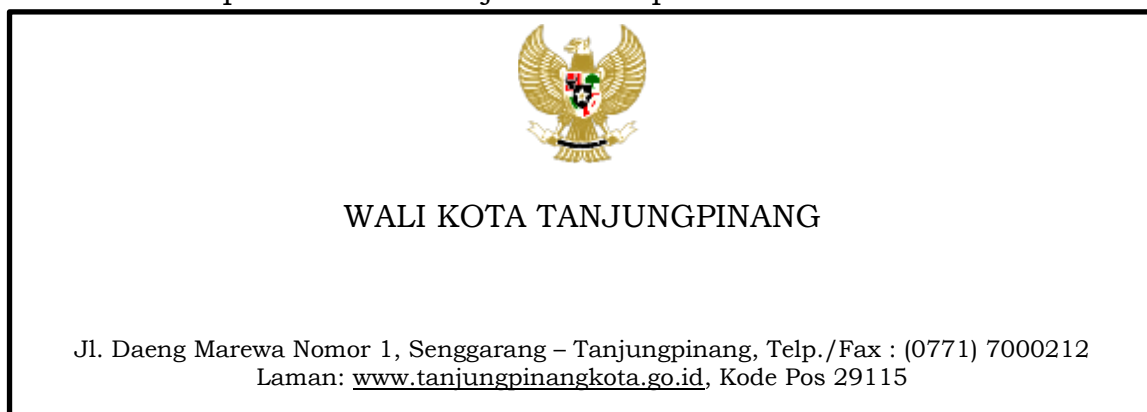 WALI KOTA TANJUNGPINANG
Jl. Daeng Marewa Nomor 1, Senggarang – Tanjungpinang, Telp./Fax : (0771) 7000212
Laman: www.tanjungpinangkota.go.id, Kode Pos 29115